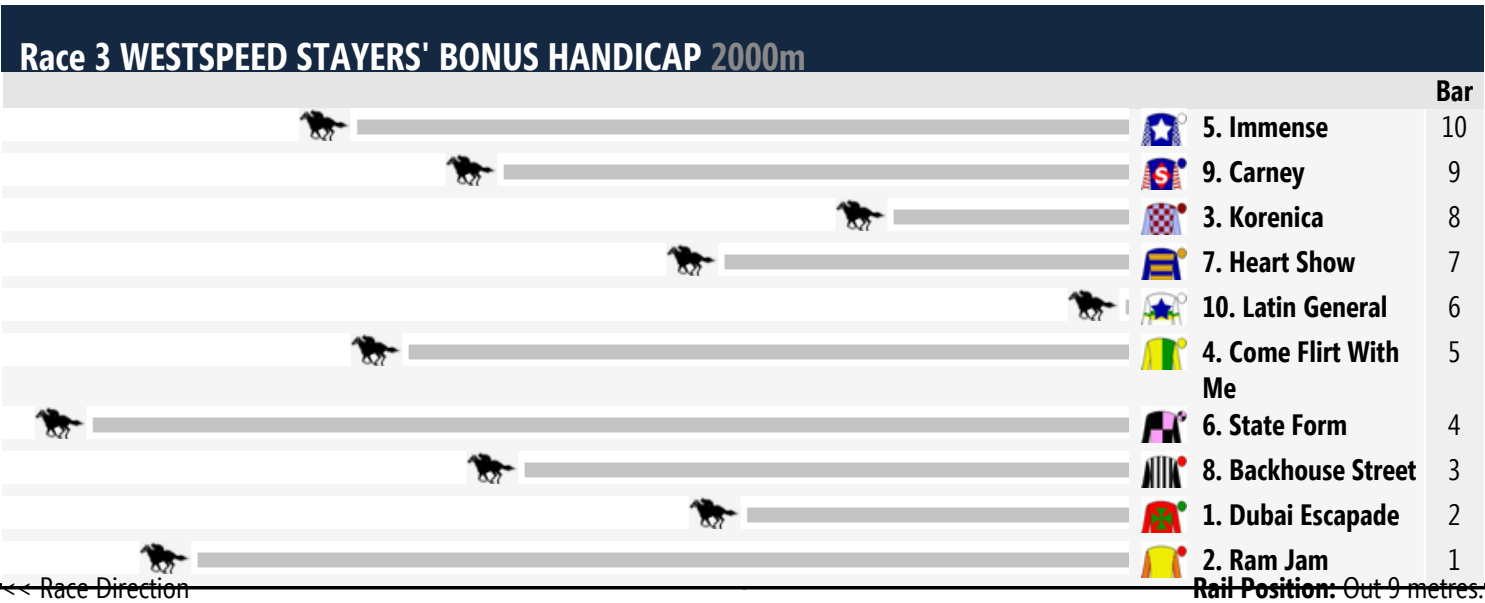 Race 3 WESTSPEED STAYERS' BONUS HANDICAP 2000m
Bar
5. Immense 10
S 9. Carney 9
3. Korenica 8
7. Heart Show 7
10. Latin General 6
4. Come Flirt With 5
Me
6. State Form 4
8. Backhouse Street 3
1. Dubai Escapade 2
2. Ram Jam 1
<< Race Direction Rail Position: Out 9 metres.